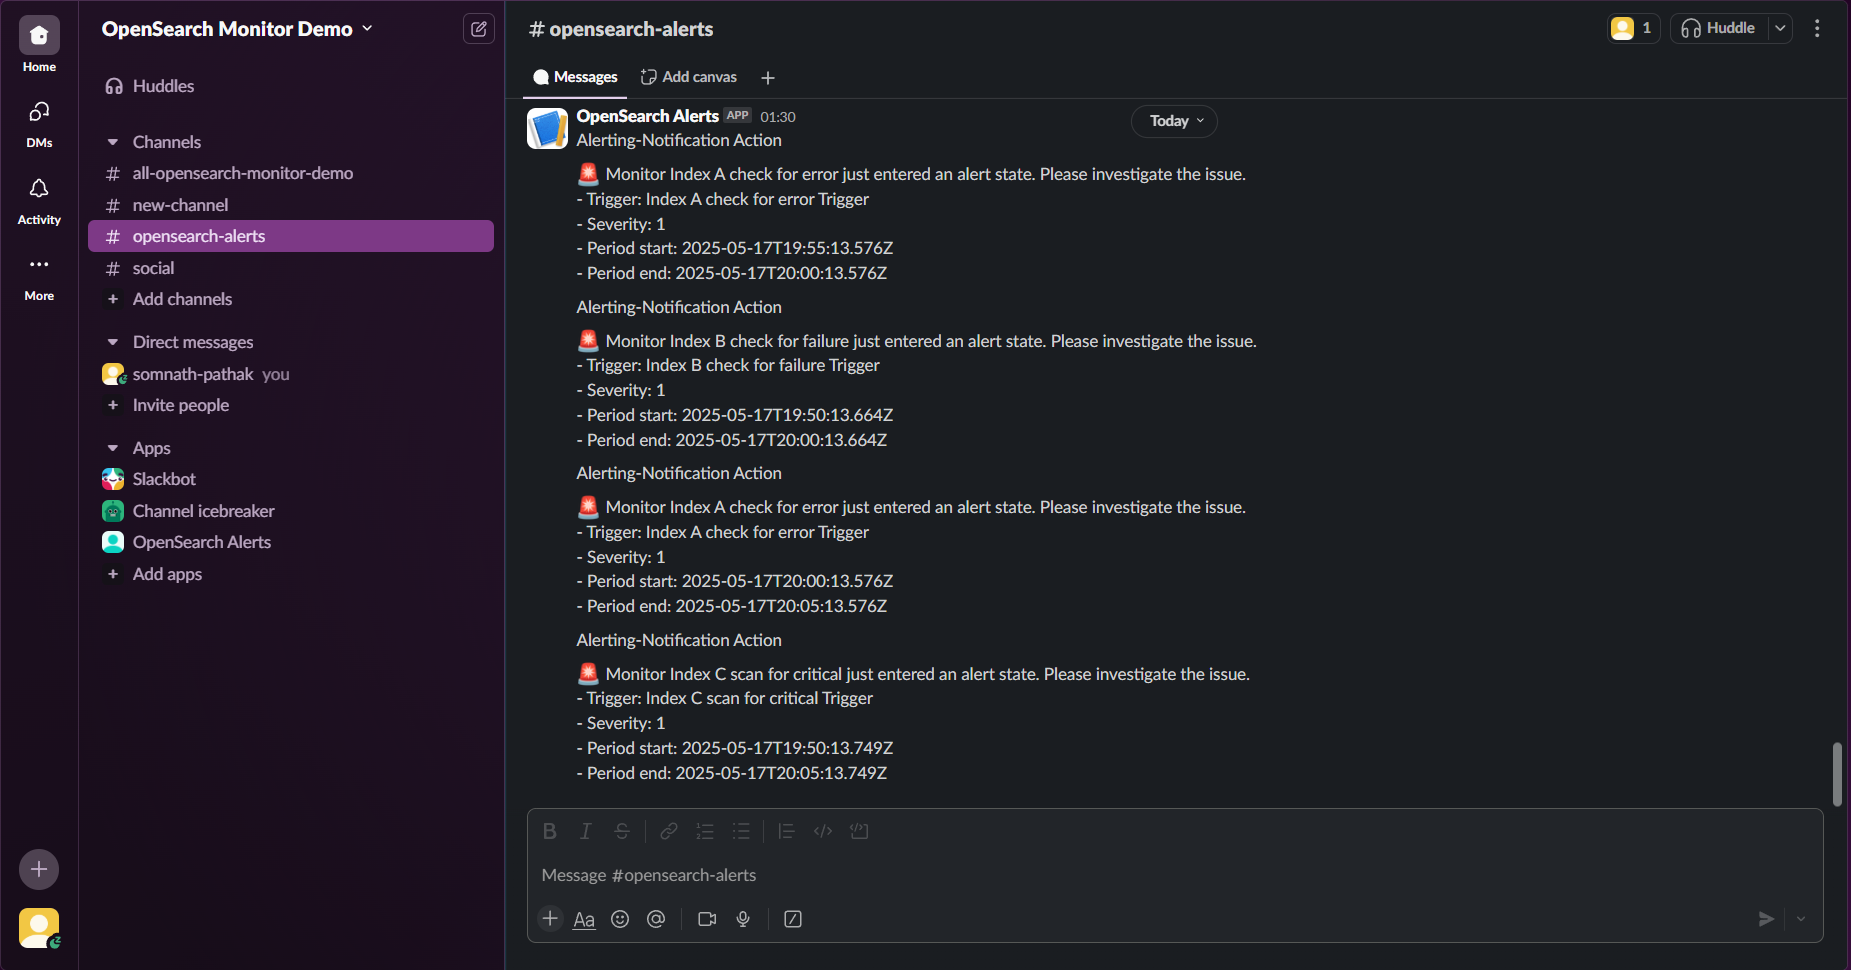 Home
DMs
Activity
More
OpenSearch Monitor Demo
Huddles
Channels
# all-opensearch-monitor-demo
# new-channel
# opensearch-alerts
# social
+ Add channels
Direct messages
somnath-pathak you
+ Invite people
Apps
Slackbot
Channel icebreaker
OpenSearch Alerts
+ Add apps
# opensearch-alerts
1
Huddle
Messages
Add canvas
+
Today
OpenSearch Alerts APP 01:30
Alerting-Notification Action
🚨 Monitor Index A check for error just entered an alert state. Please investigate the issue.
- Trigger: Index A check for error Trigger
- Severity: 1
- Period start: 2025-05-17T19:55:13.576Z
- Period end: 2025-05-17T20:00:13.576Z
Alerting-Notification Action
🚨 Monitor Index B check for failure just entered an alert state. Please investigate the issue.
- Trigger: Index B check for failure Trigger
- Severity: 1
- Period start: 2025-05-17T19:50:13.664Z
- Period end: 2025-05-17T20:00:13.664Z
Alerting-Notification Action
🚨 Monitor Index A check for error just entered an alert state. Please investigate the issue.
- Trigger: Index A check for error Trigger
- Severity: 1
- Period start: 2025-05-17T20:00:13.576Z
- Period end: 2025-05-17T20:05:13.576Z
Alerting-Notification Action
🚨 Monitor Index C scan for critical just entered an alert state. Please investigate the issue.
- Trigger: Index C scan for critical Trigger
- Severity: 1
- Period start: 2025-05-17T19:50:13.749Z
- Period end: 2025-05-17T20:05:13.749Z
B I S
Message #opensearch-alerts
+ Aa @